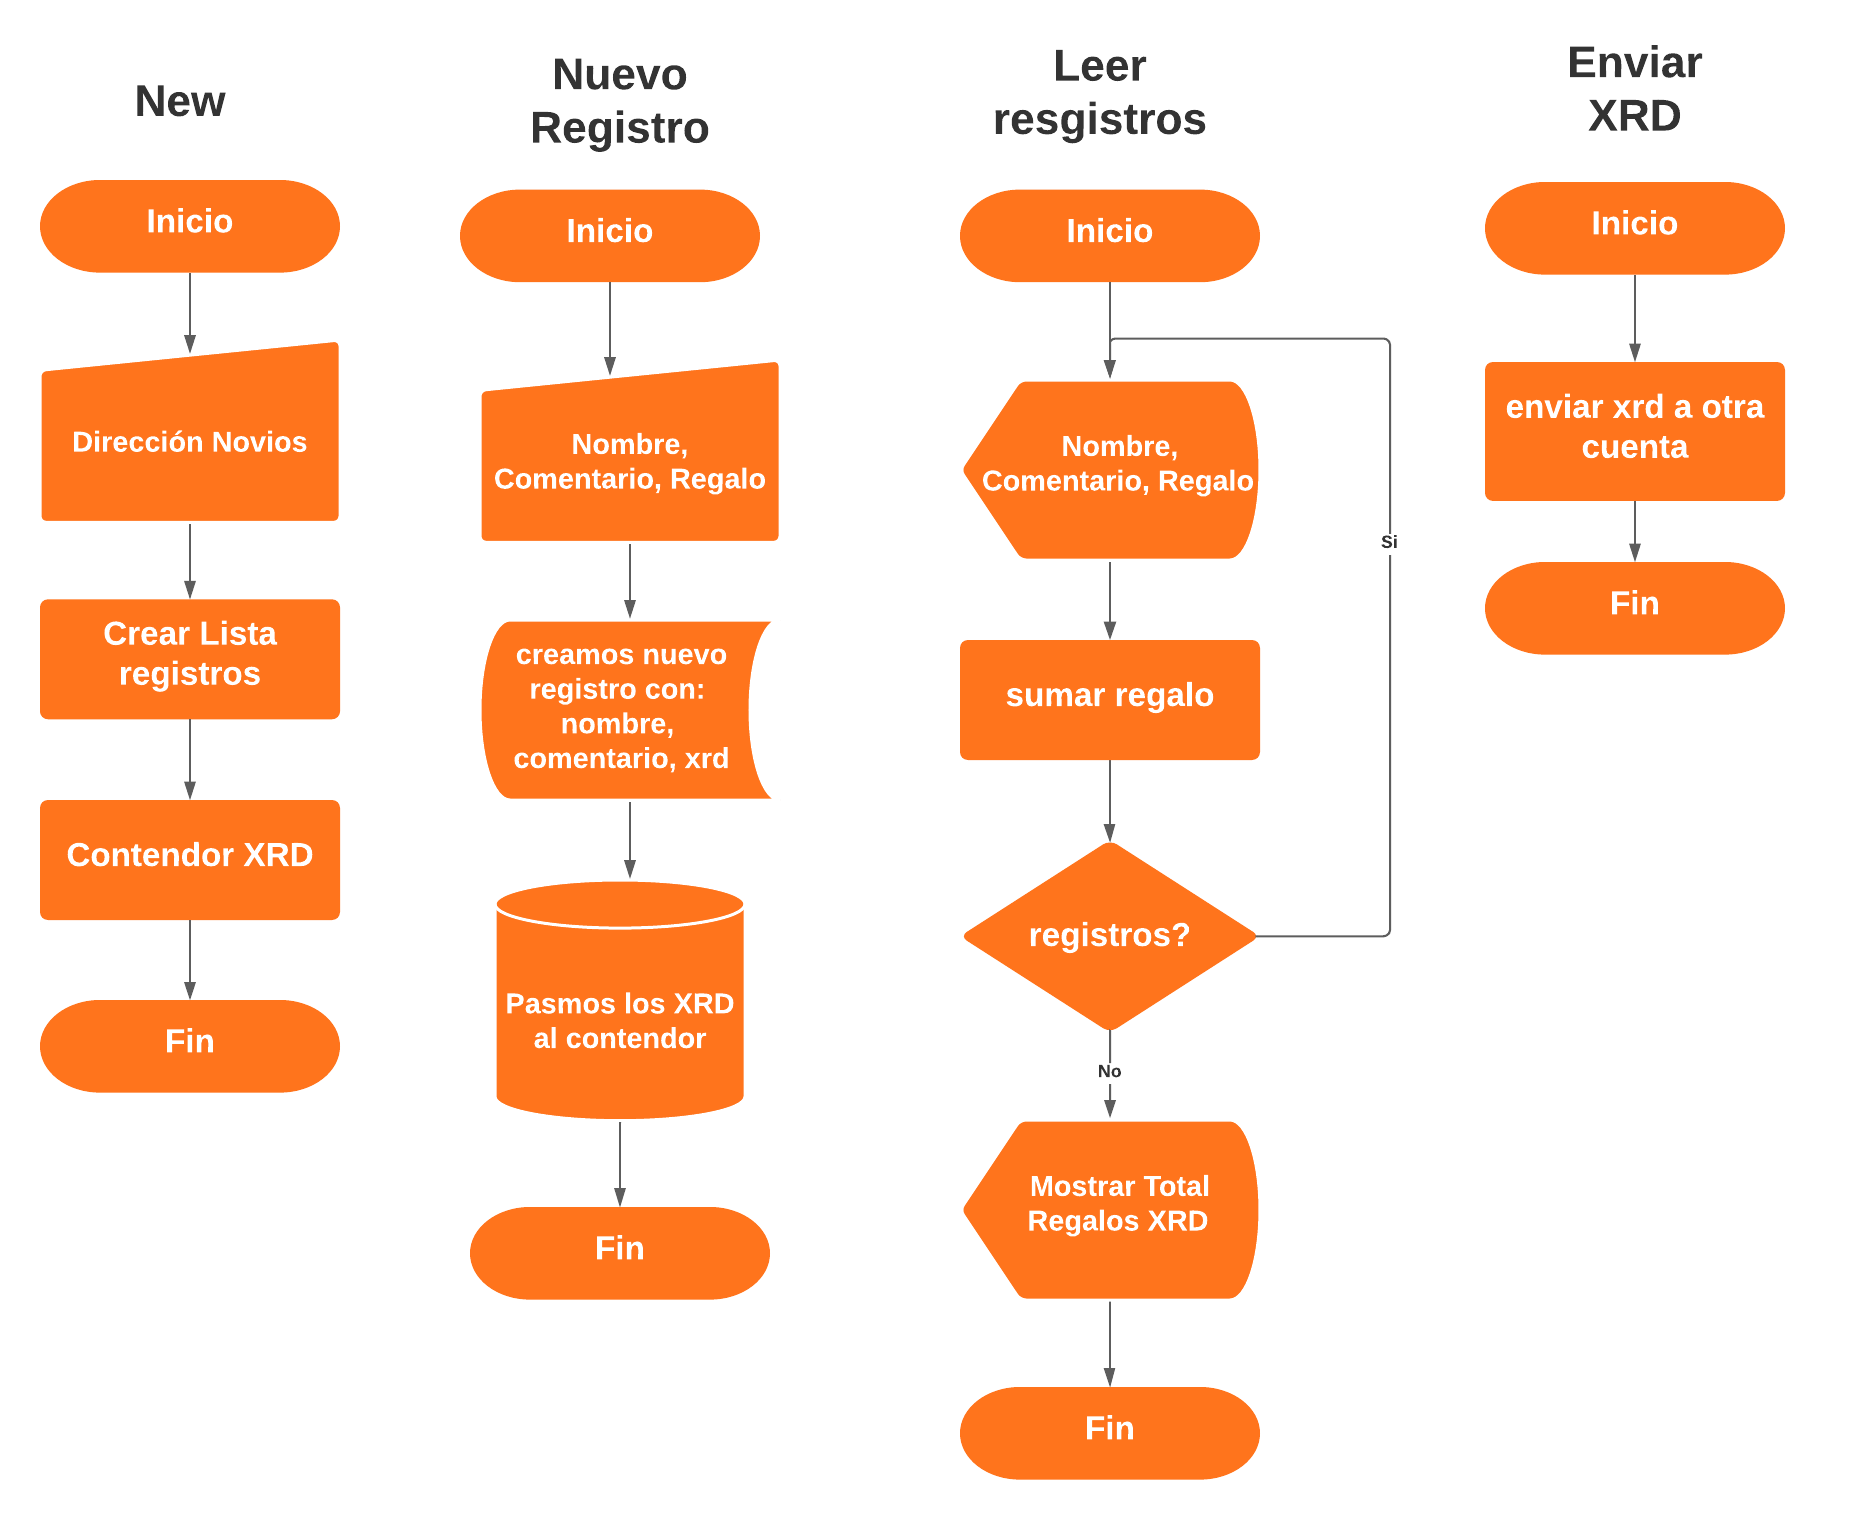 New
Inicio
Dirección Novios
Crear Lista
registros
Contendor XRD
Fin
Nuevo
Registro
Inicio
Nombre,
Comentario, Regalo
creamos nuevo
registro con:
nombre,
comentario, xrd
Pasmos los XRD
al contendor
Fin
Leer
resgistros
Inicio
Nombre,
Comentario, Regalo
sumar regalo
registros?
Si
No
Mostrar Total
Regalos XRD
Fin
Enviar
XRD
Inicio
enviar xrd a otra
cuenta
Fin